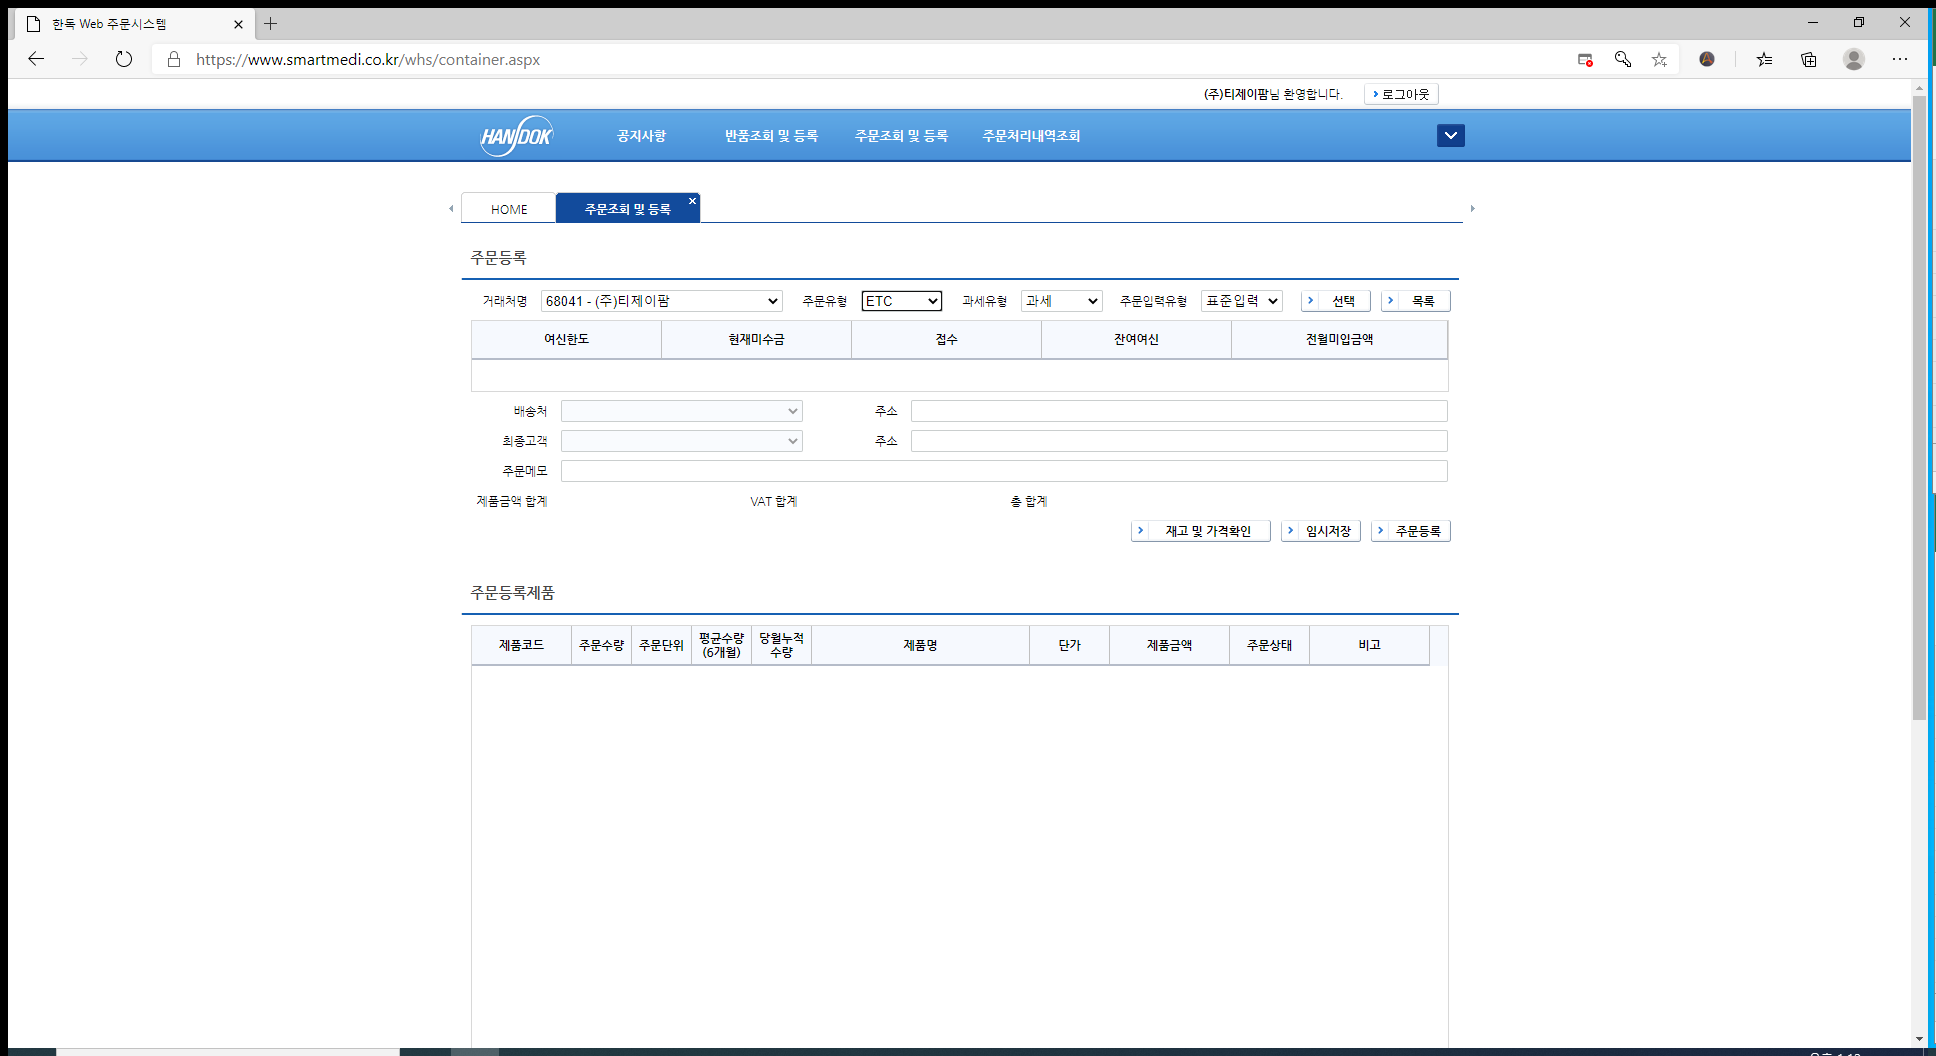 한독 Web 주문시스템
https://www.smartmedi.co.kr/whs/container.aspx
(주)티제이팜님 환영합니다. 로그아웃
HANDOK 공지사항 반품조회 및 등록 주문조회 및 등록 주문처리내역조회
HOME 주문조회 및 등록
주문등록
거래처명 68041 - (주)티제이팜 주문유형 ETC 과세유형 과세 주문입력유형 표준입력 선택 목록
여신한도 현재미수금 접수 잔여여신 전월미입금액
배송처 주소
최종고객 주소
주문메모
제품금액 합계 VAT 합계 총 합계
재고 및 가격확인 임시저장 주문등록
주문등록제품
제품코드 주문수량 주문단위 평균수량 당월누적 제품명 단가 제품금액 주문상태 비고
(6개월) 수량